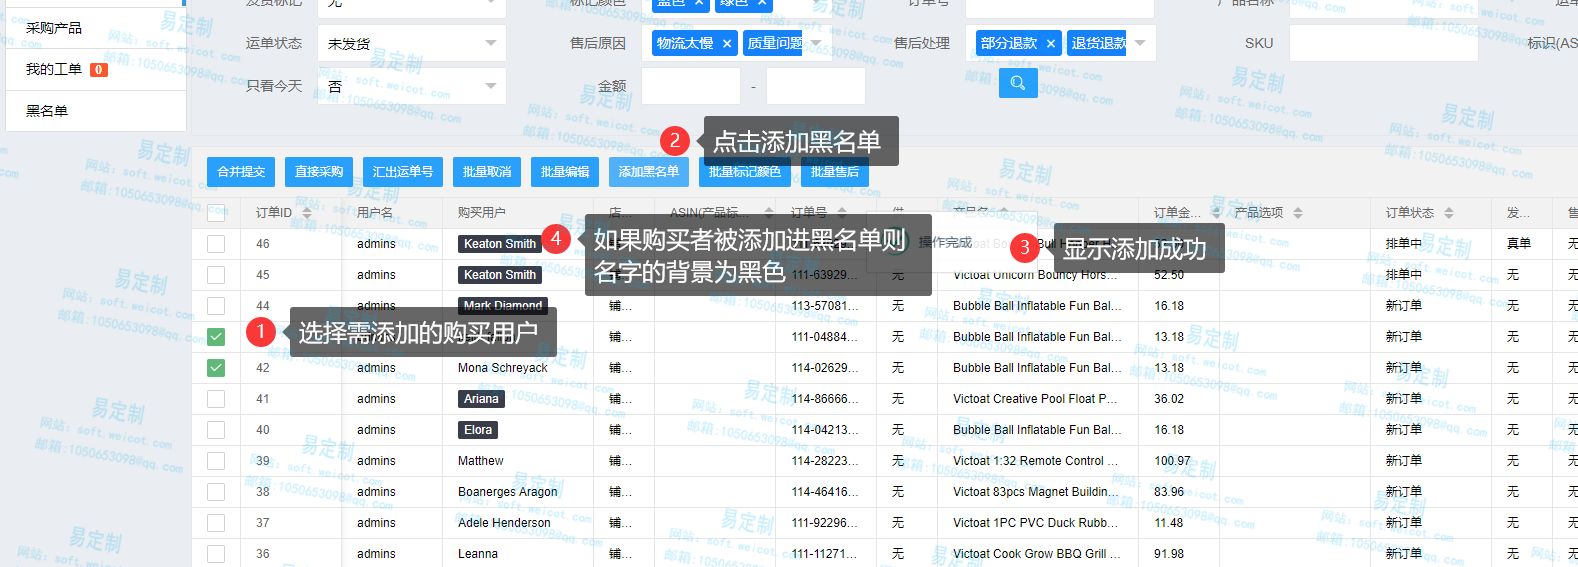 发货标记 无 标记颜色 蓝色 × 绿色 × 订单号 产品名称
采购产品
运单状态 未发货 售后原因 物流太慢 × 质量问题 售后处理 部分退款 × 退货退款 SKU 标识(AS
我的工单 0
只看今天 否 金额 -
黑名单
2 点击添加黑名单
合并提交 直接采购 汇出运单号 批量取消 批量编辑 添加黑名单 批量标记颜色 批量售后
订单ID 用户名 购买用户 店... ASIN(产品标... 订单号 产品名 订单金... 产品选项 订单状态 发... 售
46 admins Keaton Smith 排单中 真单 无
4 如果购买者被添加进黑名单则
名字的背景为黑色
操作完成
3 显示添加成功
45 admins Keaton Smith 111-63929... 无 Victoat Unicorn Bouncy Hors... 52.50 排单中 无 无
44 admins Mark Diamond 铺... 113-57081... 无 Bubble Ball Inflatable Fun Bal... 16.18 新订单 无 无
1 选择需添加的购买用户
铺... 111-04884... 无 Bubble Ball Inflatable Fun Bal... 13.18 新订单 无 无
42 admins Mona Schreyack 铺... 114-02629... 无 Bubble Ball Inflatable Fun Bal... 13.18 新订单 无 无
41 admins Ariana 铺... 114-86666... 无 Victoat Creative Pool Float P... 36.02 新订单 无 无
40 admins Elora 铺... 114-04213... 无 Bubble Ball Inflatable Fun Bal... 16.18 新订单 无 无
39 admins Matthew 铺... 114-28223... 无 Victoat 1:32 Remote Control ... 100.97 新订单 无 无
38 admins Boanerges Aragon 铺... 114-46416... 无 Victoat 83pcs Magnet Buildin... 83.96 新订单 无 无
37 admins Adele Henderson 铺... 111-92296... 无 Victoat 1PC PVC Duck Rubb... 11.48 新订单 无 无
36 admins Leanna 铺... 111-11271... 无 Victoat Cook Grow BBQ Grill ... 91.98 新订单 无 无
易定制
网站：soft.weicot.com
邮箱:1050653098@qq.com